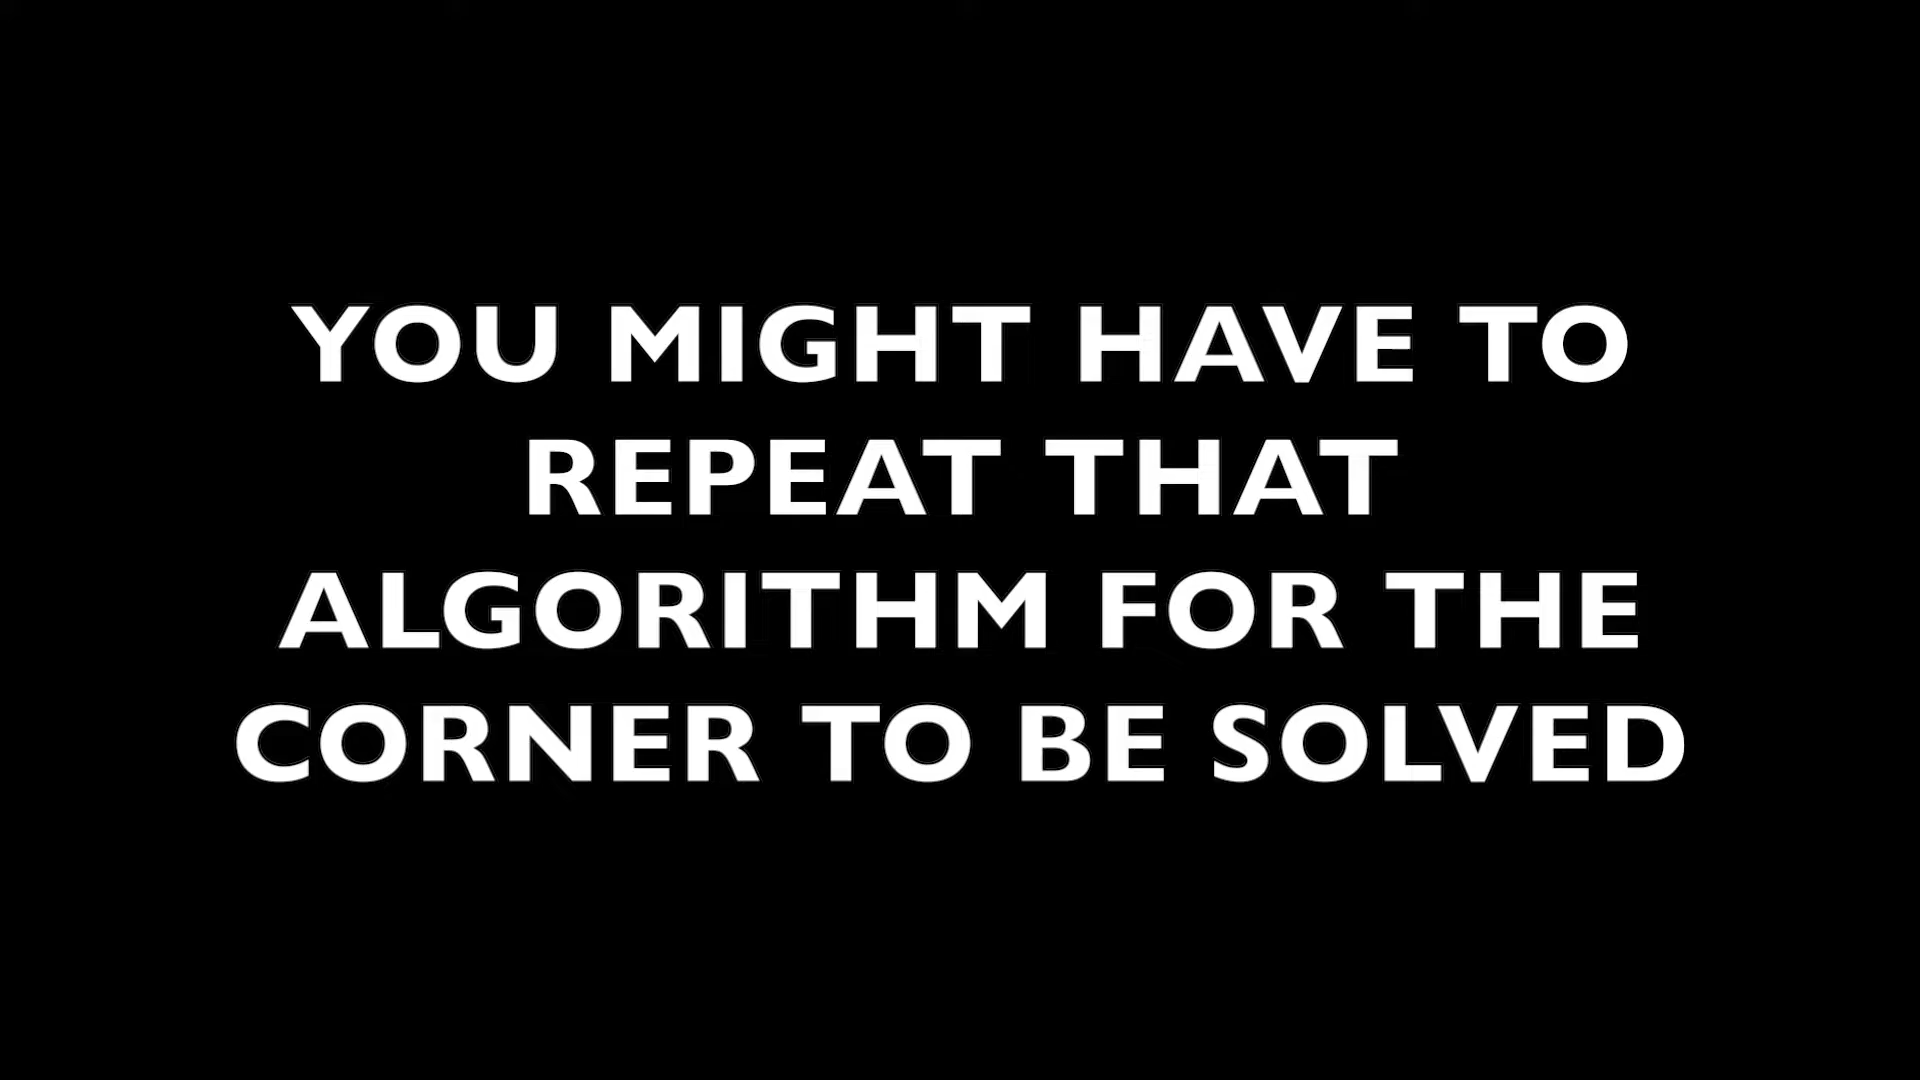 YOU MIGHT HAVE TO
REPEAT THAT
ALGORITHM FOR THE
CORNER TO BE SOLVED